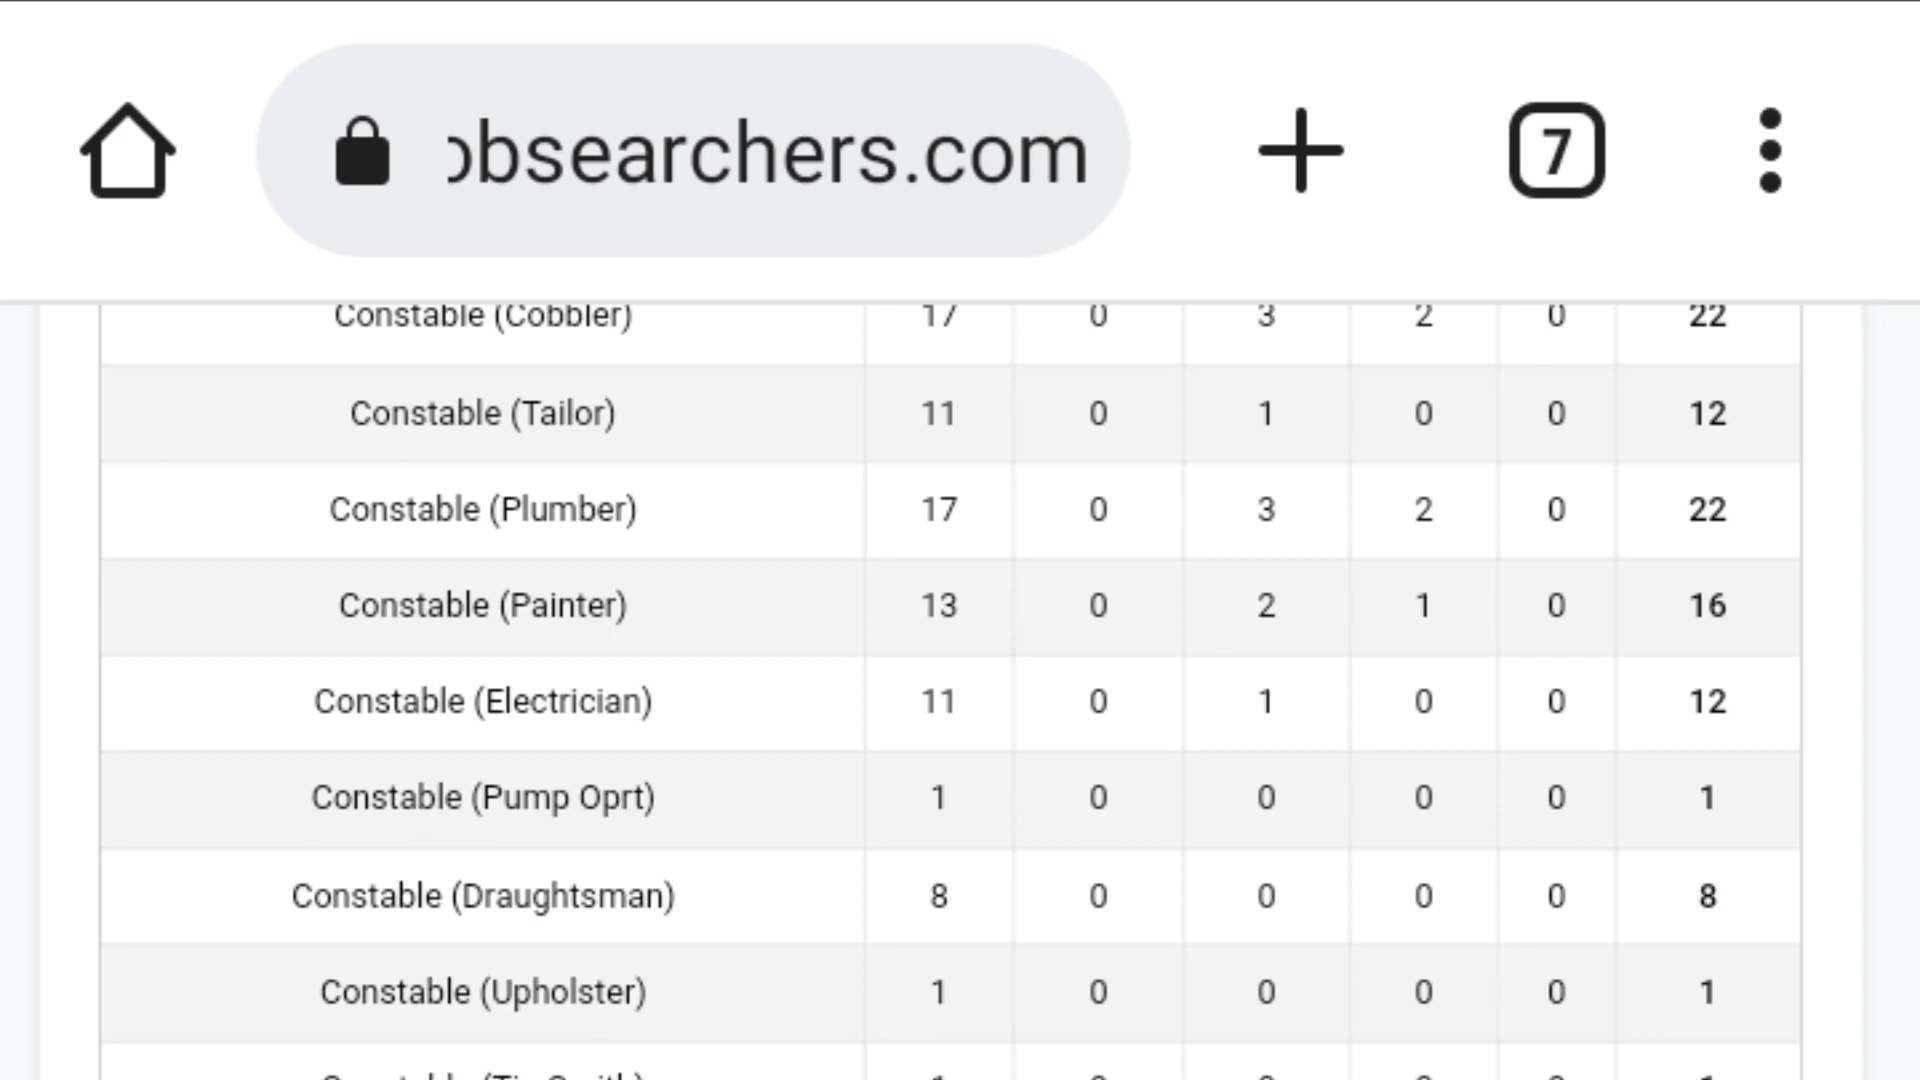 obsearchers.com
7
Constable (Cobbler) 17 0 3 2 0 22
Constable (Tailor) 11 0 1 0 0 12
Constable (Plumber) 17 0 3 2 0 22
Constable (Painter) 13 0 2 1 0 16
Constable (Electrician) 11 0 1 0 0 12
Constable (Pump Oprt) 1 0 0 0 0 1
Constable (Draughtsman) 8 0 0 0 0 8
Constable (Upholster) 1 0 0 0 0 1